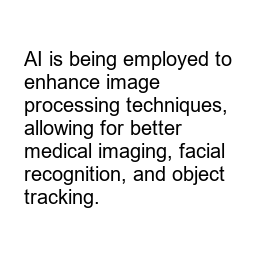 AI is being employed to
enhance image
processing techniques,
allowing for better
medical imaging, facial
recognition, and object
tracking.